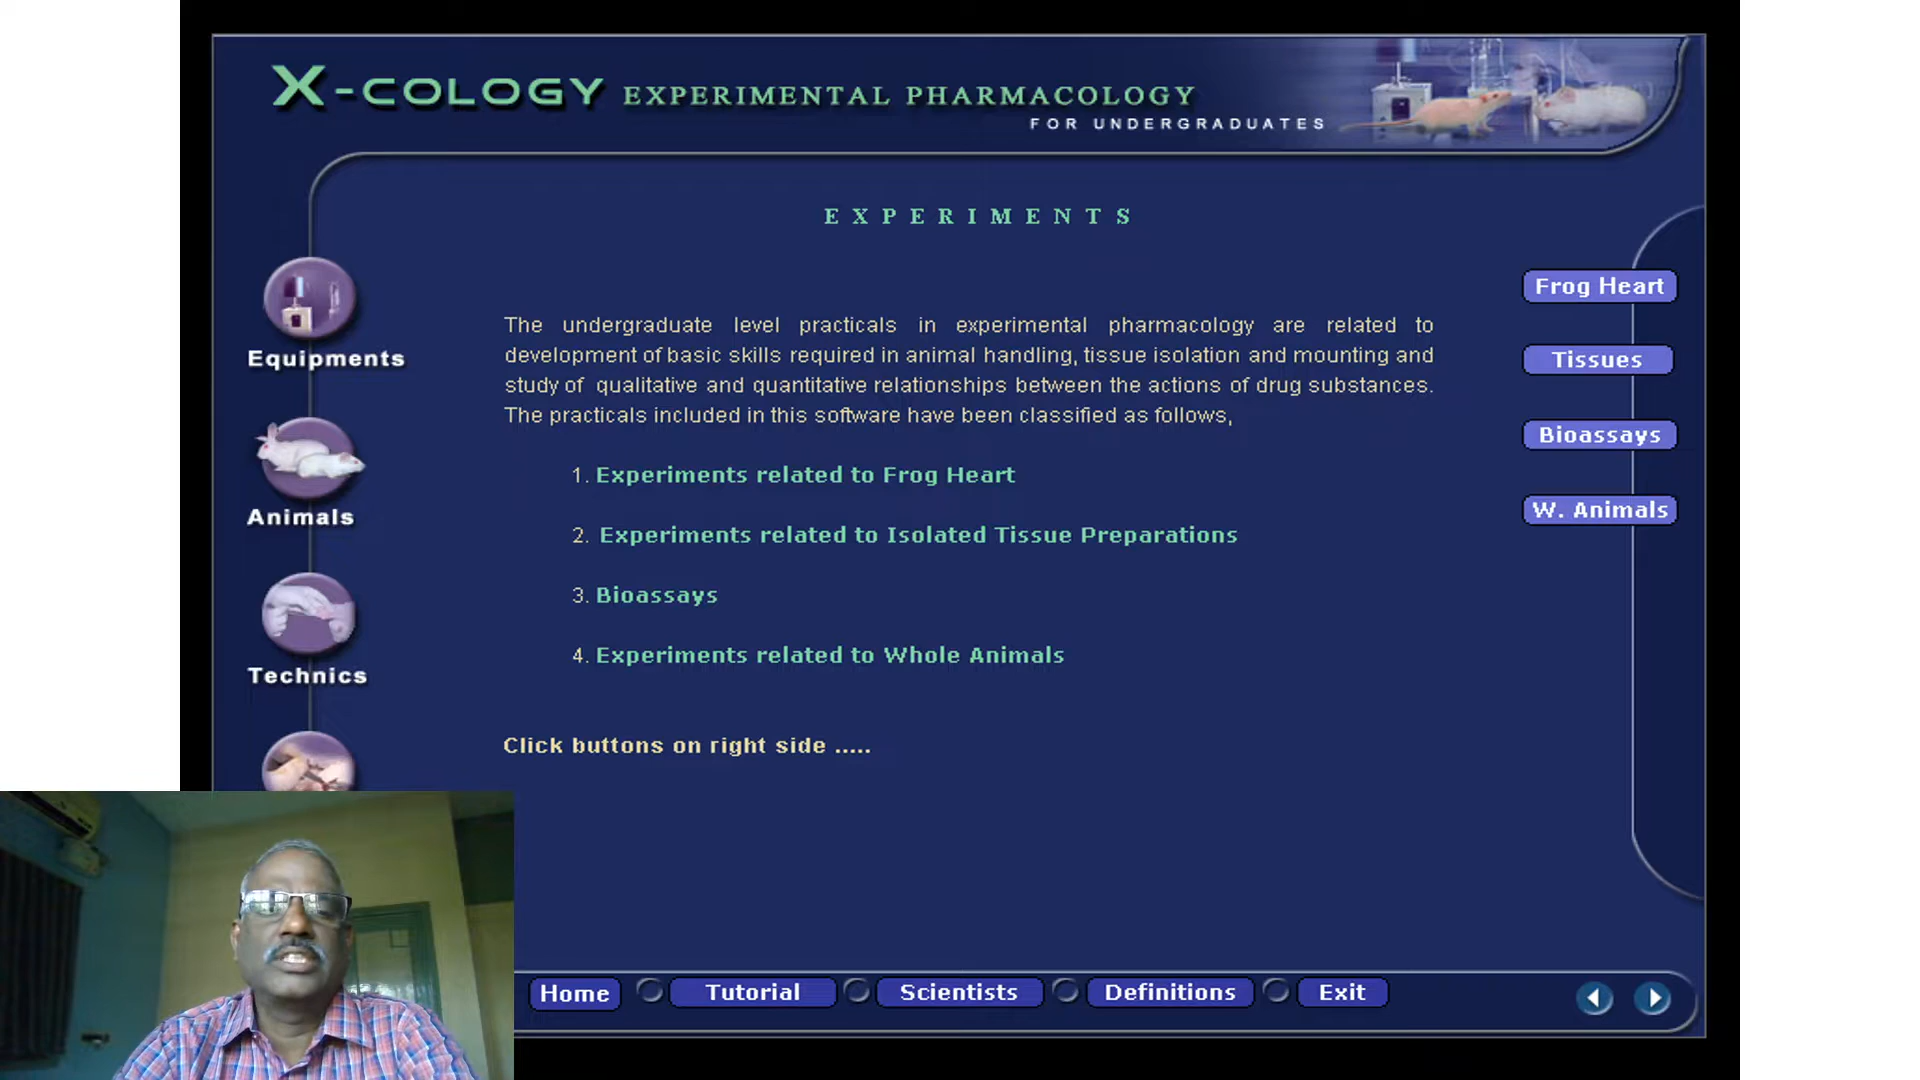 X-COLOGY EXPERIMENTAL PHARMACOLOGY
FOR UNDERGRADUATES
EXPERIMENTS
Frog Heart
Tissues
Bioassays
W. Animals
Equipments
Animals
Technics
The undergraduate level practicals in experimental pharmacology are related to
development of basic skills required in animal handling, tissue isolation and mounting and
study of qualitative and quantitative relationships between the actions of drug substances.
The practicals included in this software have been classified as follows,
1. Experiments related to Frog Heart
2. Experiments related to Isolated Tissue Preparations
3. Bioassays
4. Experiments related to Whole Animals
Click buttons on right side .....
Home Tutorial Scientists Definitions Exit